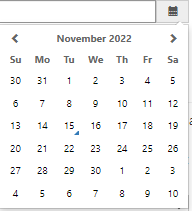 November 2022
Su Mo Tu We Th Fr Sa
30 31 1 2 3 4 5
6 7 8 9 10 11 12
13 14 15 16 17 18 19
20 21 22 23 24 25 26
27 28 29 30 1 2 3
4 5 6 7 8 9 10